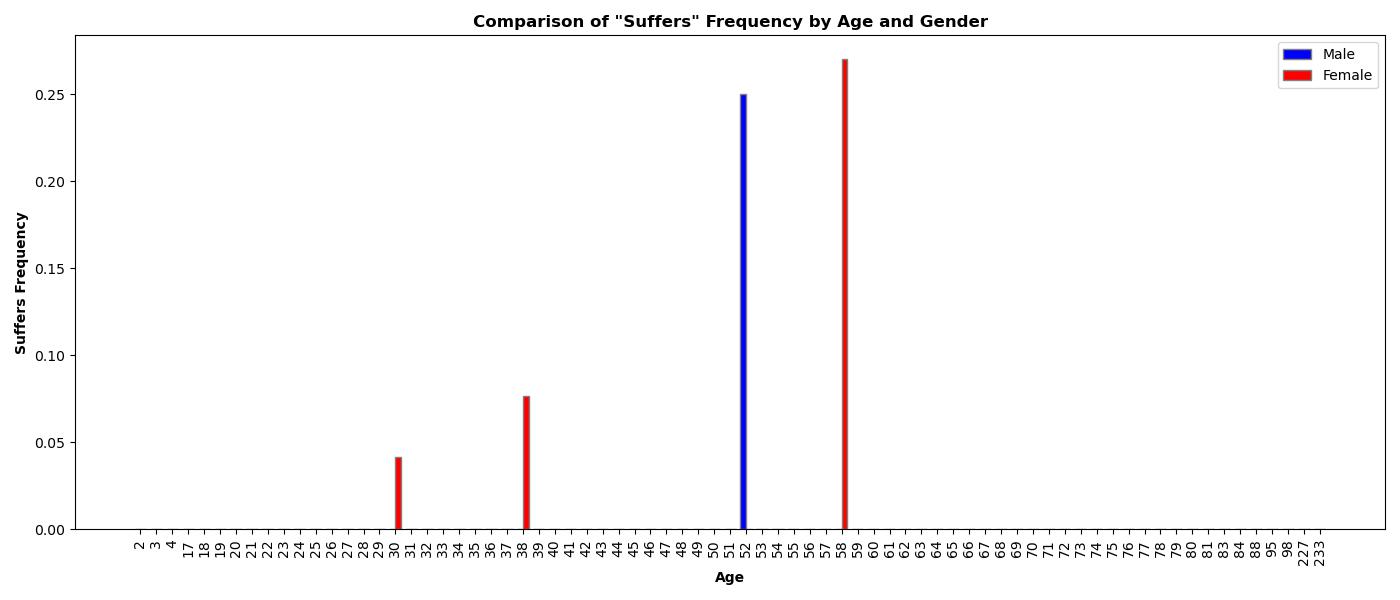 Comparison of "Suffers" Frequency by Age and Gender
Male
Female
Suffers Frequency
0.25
0.20
0.15
0.10
0.05
0.00
2 3 4 17 18 19 20 21 22 23 24 25 26 27 28 29 30 31 32 33 34 35 36 37 38 39 40 41 42 43 44 45 46 47 48 49 50 51 52 53 54 55 56 57 58 59 60 61 62 63 64 65 66 67 68 69 70 71 72 73 74 75 76 77 78 79 80 81 83 84 88 95 98 227 233
Age